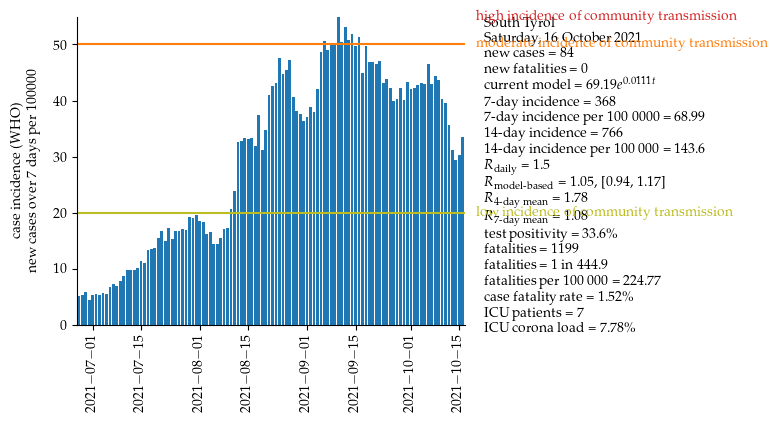 high incidence of community transmission
South Tyrol
Saturday, 16 October 2021
moderate incidence of community transmission
new cases = 84
new fatalities = 0
current model = 69.19e^0.0111t
7-day incidence = 368
7-day incidence per 100 0000 = 68.99
14-day incidence = 766
14-day incidence per 100 000 = 143.6
R_daily = 1.5
R_model-based = 1.05, [0.94, 1.17]
R_4-day mean = 1.78
low incidence of community transmission
R_7-day mean = 1.08
test positivity = 33.6%
fatalities = 1199
fatalities = 1 in 444.9
fatalities per 100 000 = 224.77
case fatality rate = 1.52%
ICU patients = 7
ICU corona load = 7.78%
case incidence (WHO)
new cases over 7 days per 100000
50
40
30
20
10
0
2021−07−01
2021−07−15
2021−08−01
2021−08−15
2021−09−01
2021−09−15
2021−10−01
2021−10−15